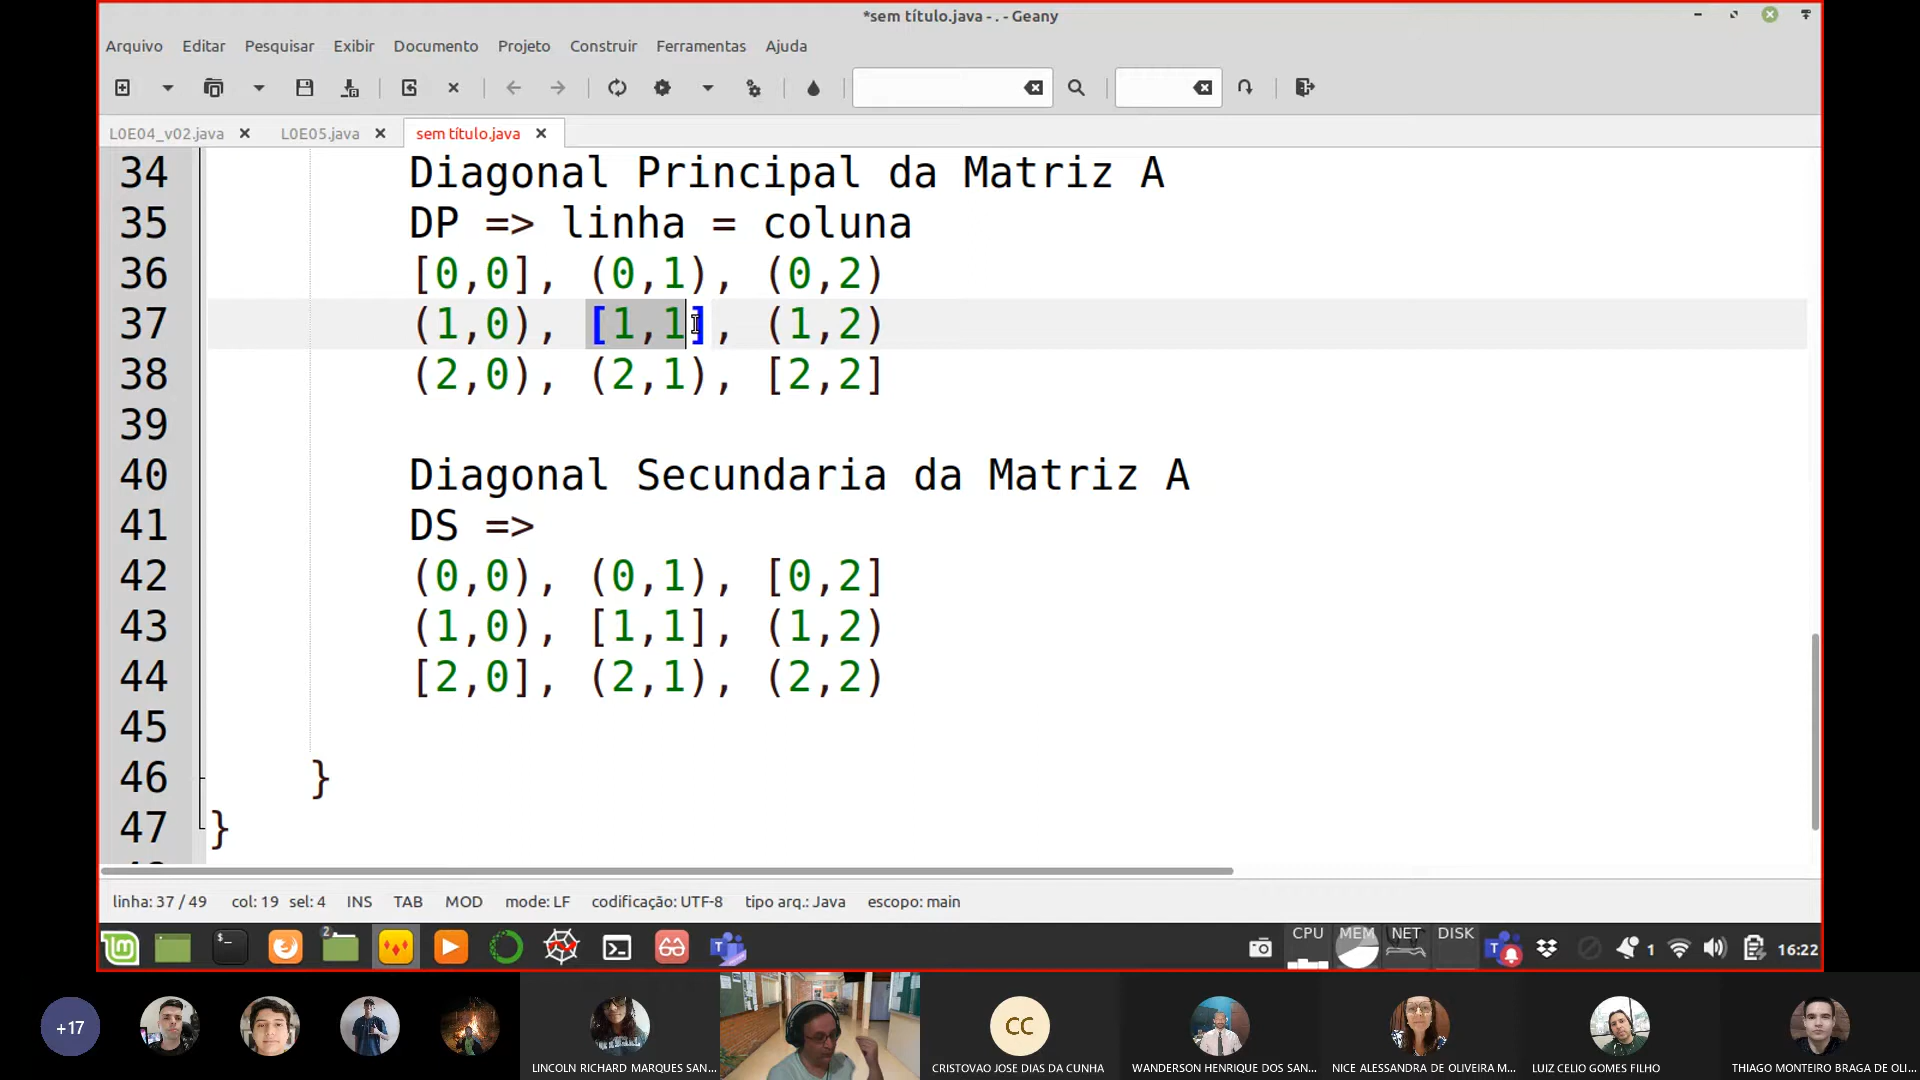 *sem título.java - . - Geany
Arquivo Editar Pesquisar Exibir Documento Projeto Construir Ferramentas Ajuda
L0E04_v02.java L0E05.java sem título.java
34 Diagonal Principal da Matriz A
35 DP => linha = coluna
36 [0,0], (0,1), (0,2)
37 (1,0), [1,1], (1,2)
38 (2,0), (2,1), [2,2]
39
40 Diagonal Secundaria da Matriz A
41 DS =>
42 (0,0), (0,1), [0,2]
43 (1,0), [1,1], (1,2)
44 [2,0], (2,1), (2,2)
45
46 }
47 }
linha: 37 / 49 col: 19 sel: 4 INS TAB MOD mode: LF codificação: UTF-8 tipo arq.: Java escopo: main
2 CPU MEM NET DISK 1 16:22
+17 CC
LINCOLN RICHARD MARQUES SAN... CRISTOVAO JOSE DIAS DA CUNHA WANDERSON HENRIQUE DOS SAN... NICE ALESSANDRA DE OLIVEIRA M... LUIZ CELIO GOMES FILHO THIAGO MONTEIRO BRAGA DE OLI...